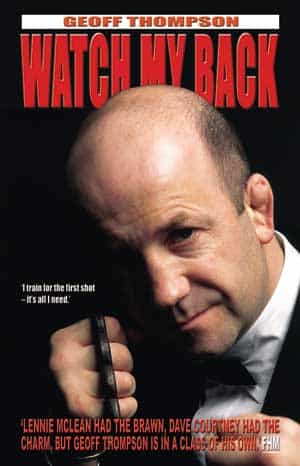 GEOFF THOMPSON
WATCH MY BACK
'I train for the first shot
– it's all I need.'
'LENNIE MCLEAN HAD THE BRAWN, DAVE COURTNEY HAD THE
CHARM, BUT GEOFF THOMPSON IS IN A CLASS OF HIS OWN.' FHM